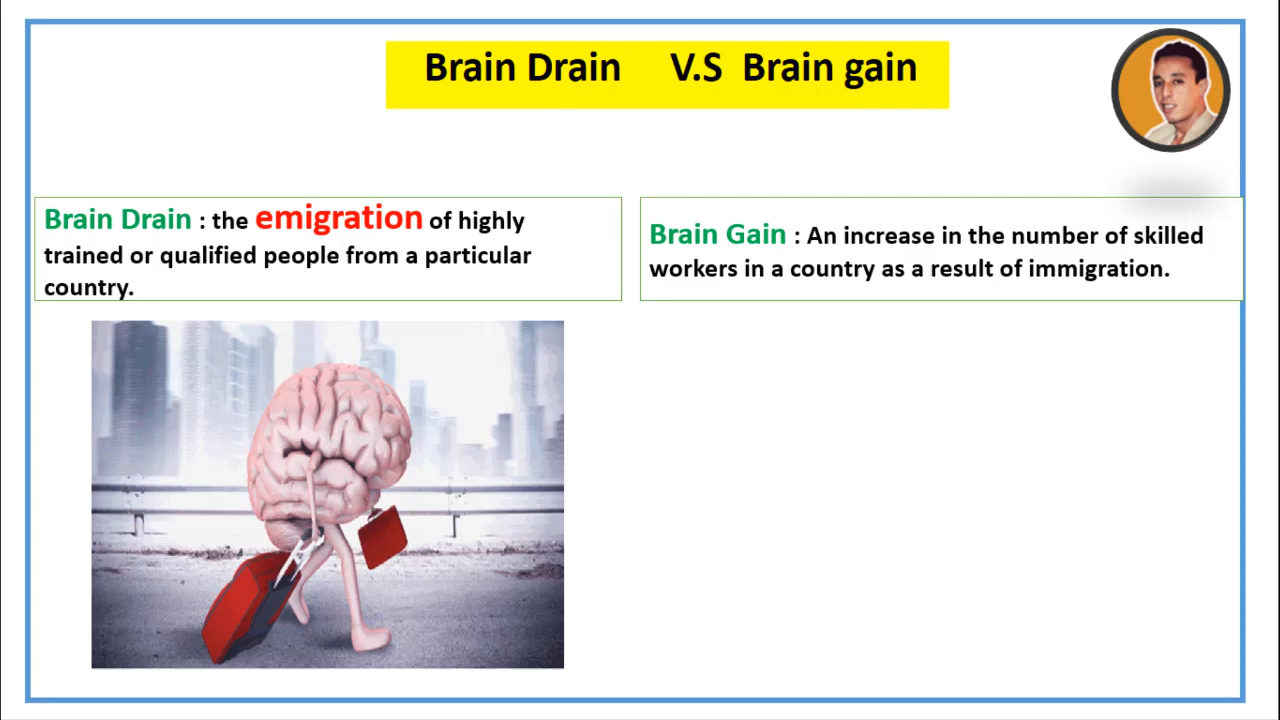 Brain Drain V.S Brain gain
Brain Drain : the emigration of highly
trained or qualified people from a particular
country.
Brain Gain : An increase in the number of skilled
workers in a country as a result of immigration.